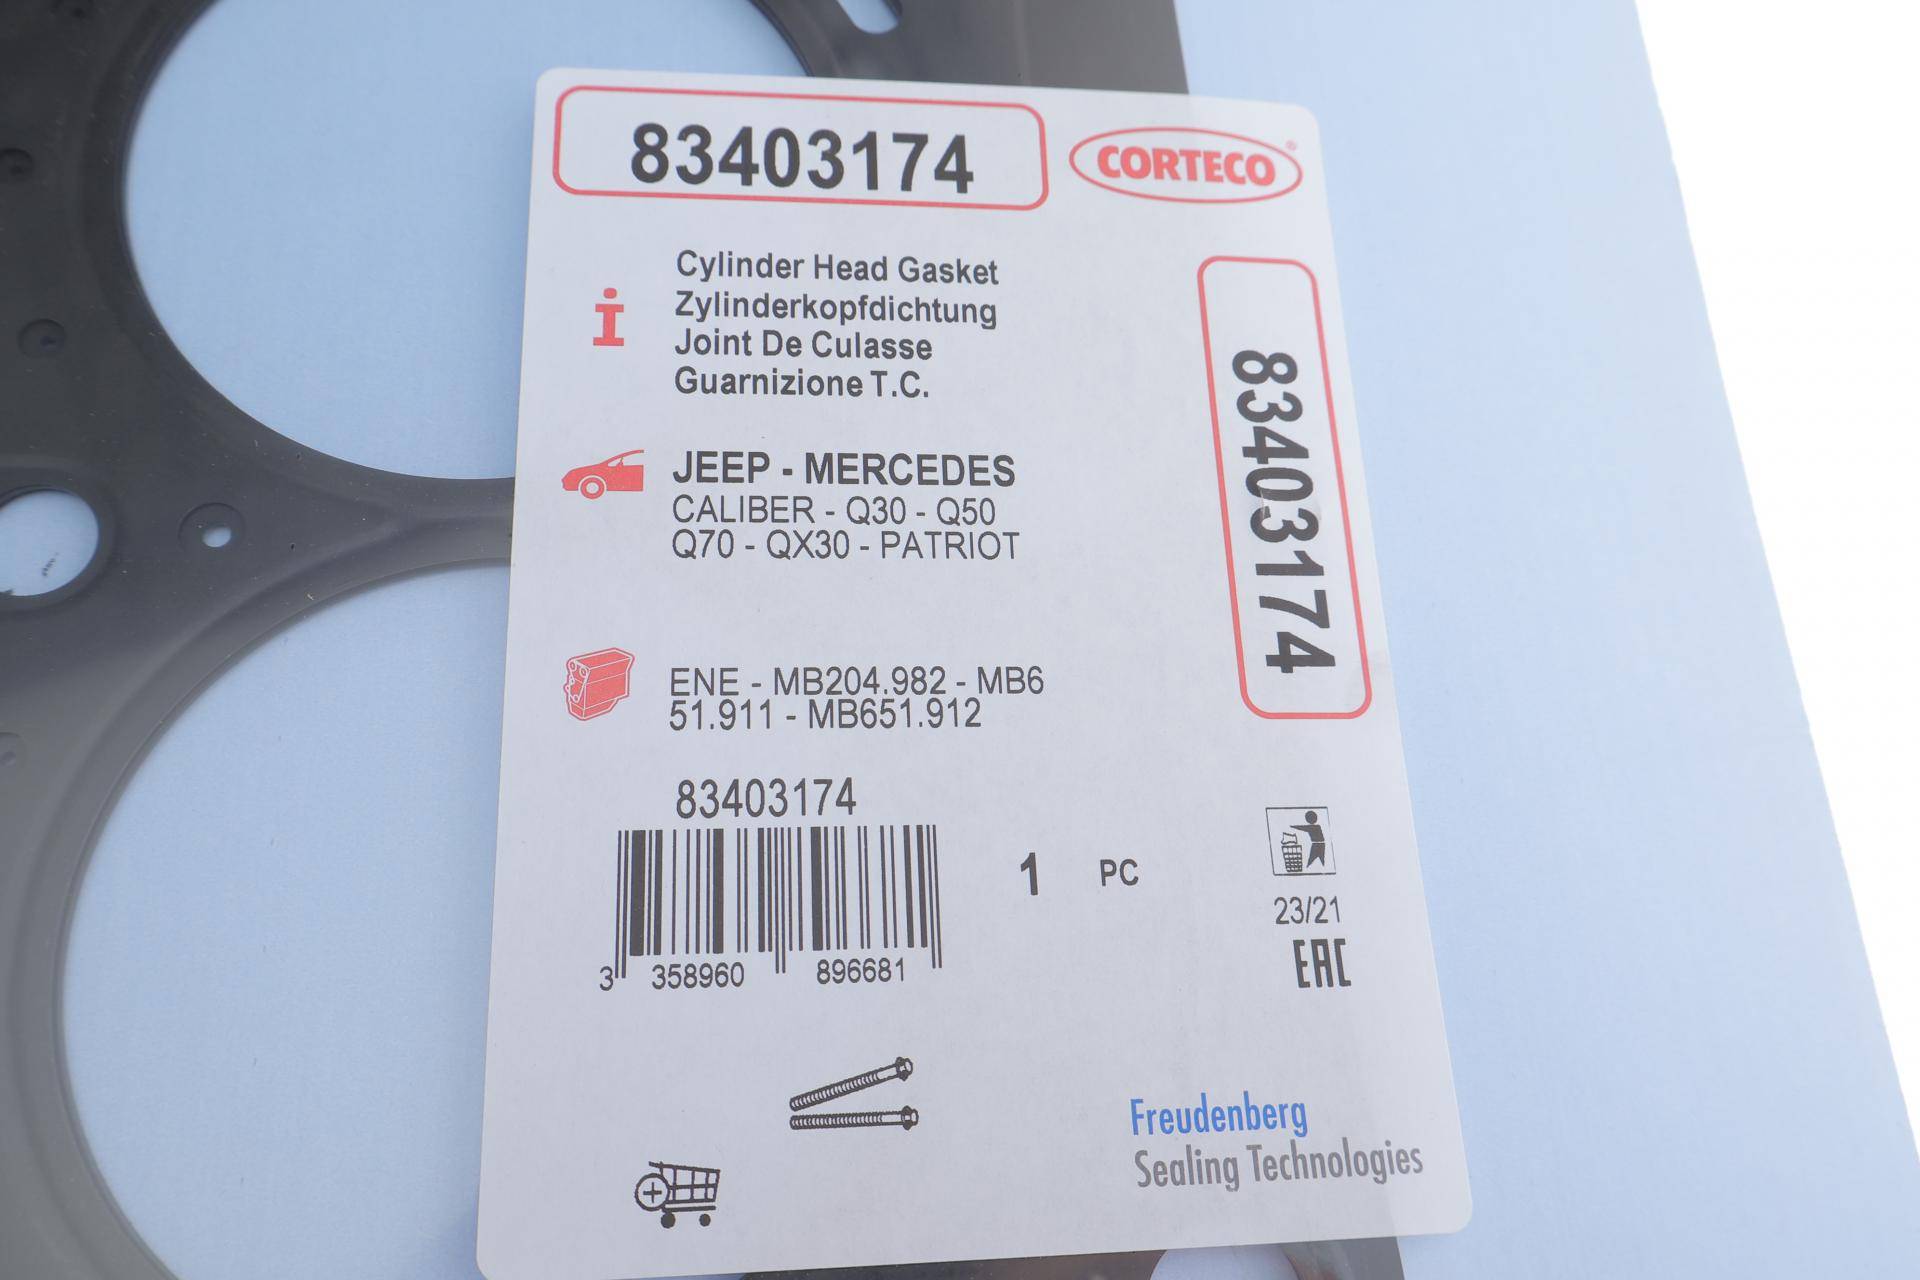 83403174
CORTECO®
Cylinder Head Gasket
Zylinderkopfdichtung
Joint De Culasse
Guarnizione T.C.
83403174
JEEP - MERCEDES
CALIBER - Q30 - Q50
Q70 - QX30 - PATRIOT
ENE - MB204.982 - MB6
51.911 - MB651.912
83403174
3 358960 896681
1 PC
23/21
EAC
Freudenberg
Sealing Technologies